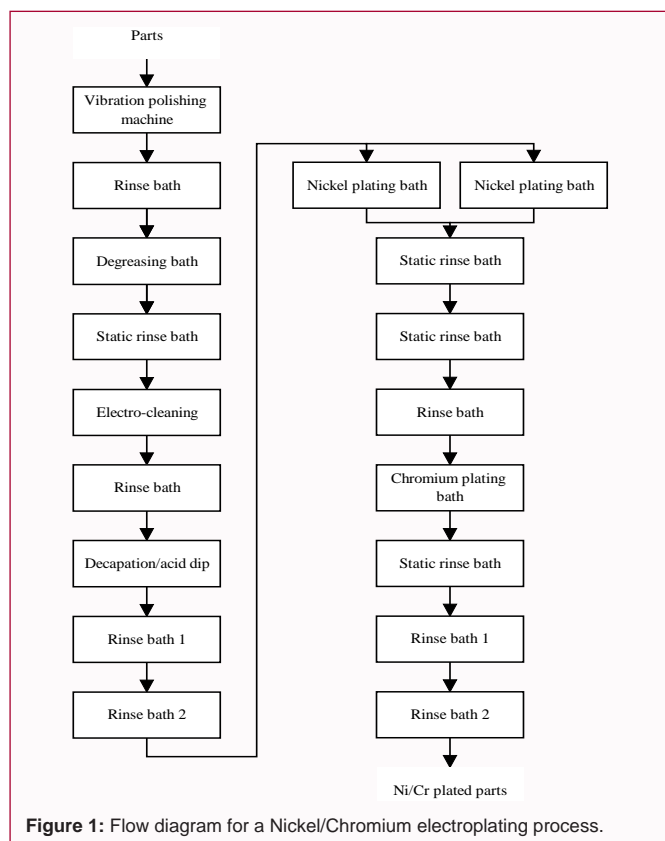 Parts
Vibration polishing
machine
Rinse bath
Degreasing bath
Static rinse bath
Electro-cleaning
Rinse bath
Decapation/acid dip
Rinse bath 1
Rinse bath 2
Nickel plating bath
Nickel plating bath
Static rinse bath
Static rinse bath
Rinse bath
Chromium plating
bath
Static rinse bath
Rinse bath 1
Rinse bath 2
Ni/Cr plated parts
Figure 1: Flow diagram for a Nickel/Chromium electroplating process.